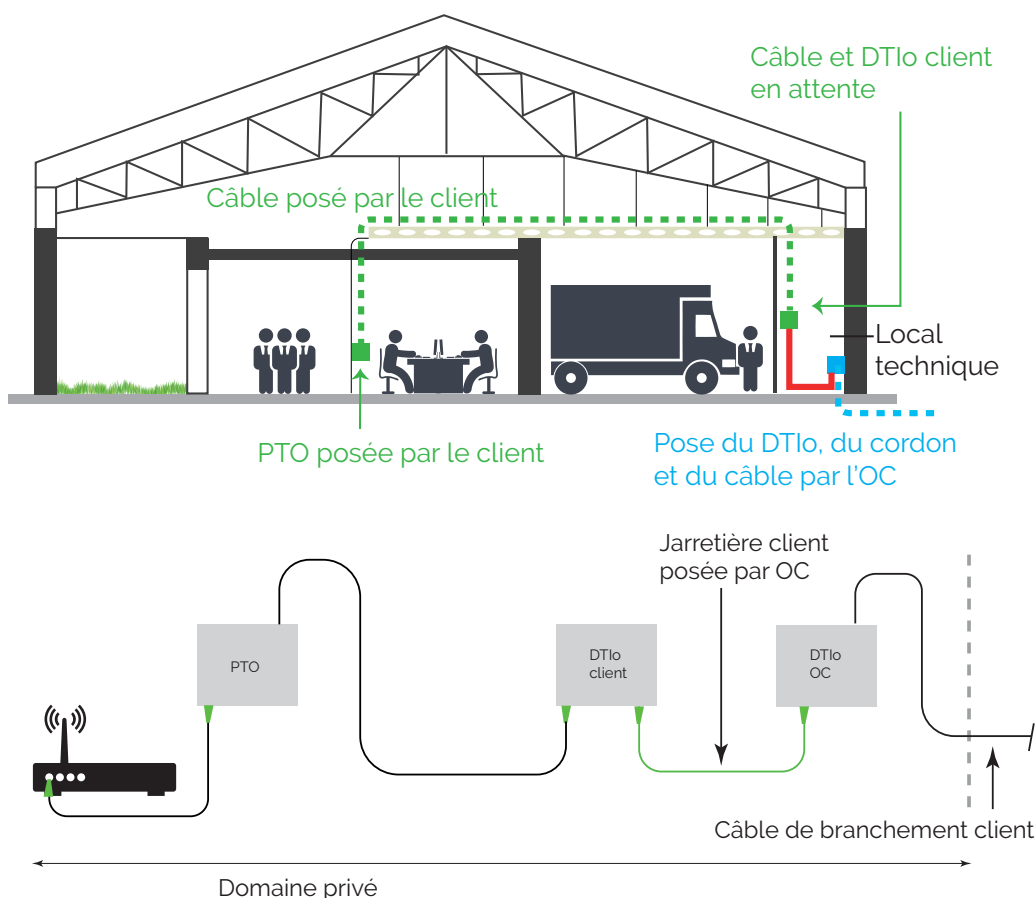 Câble et DTIo client
en attente
Câble posé par le client
Local
technique
PTO posée par le client
Pose du DTIo, du cordon
et du câble par l'OC
Jarretière client
posée par OC
PTO
DTIo
client
DTIo
OC
Câble de branchement client
Domaine privé